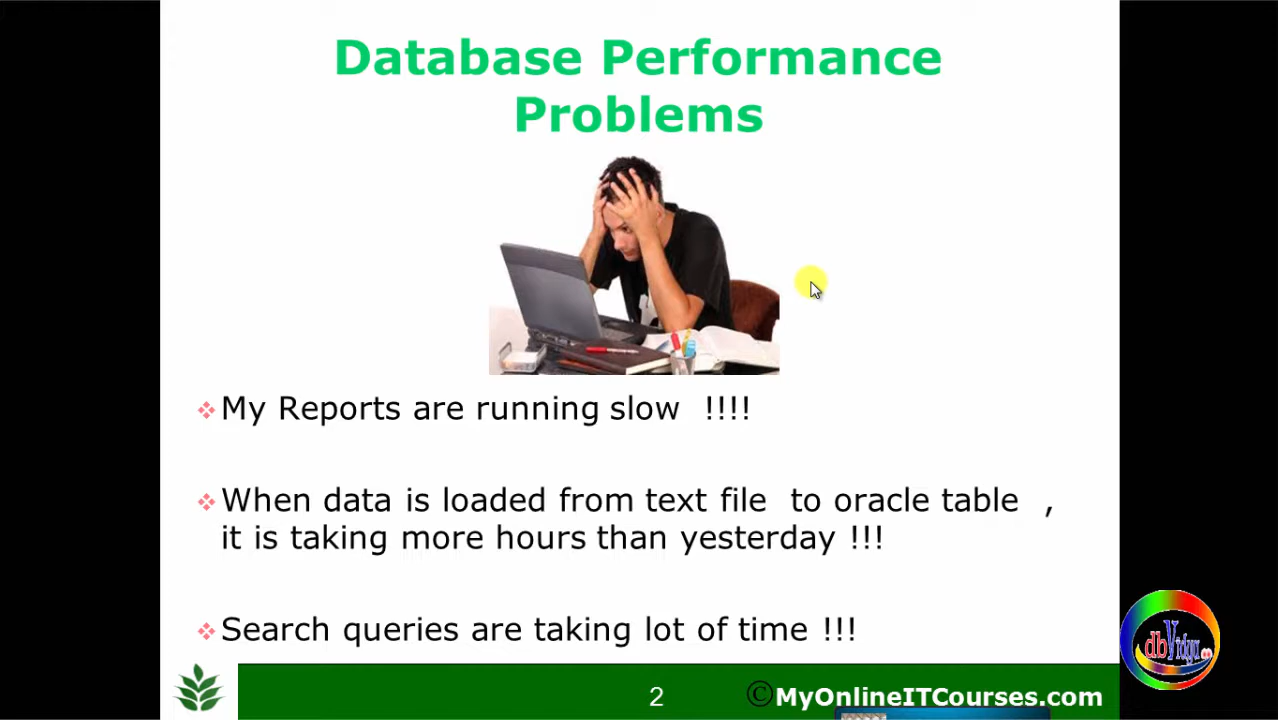 Database Performance
Problems
My Reports are running slow !!!!
When data is loaded from text file to oracle table ,
it is taking more hours than yesterday !!!
Search queries are taking lot of time !!!
2
©MyOnlineITCourses.com
dbVidya